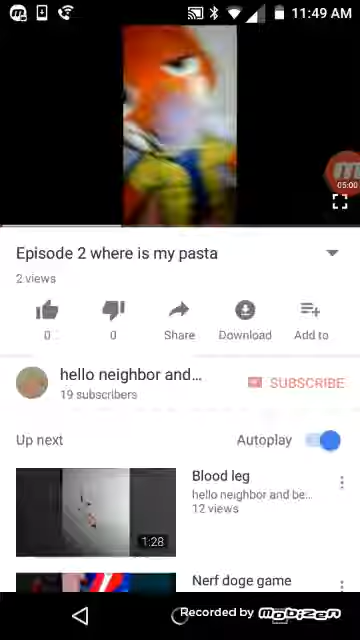 11:49 AM
05:00
Episode 2 where is my pasta
2 views
0
0
Share
Download
Add to
hello neighbor and...
SUBSCRIBE
19 subscribers
Up next
Autoplay
Blood leg
hello neighbor and be...
12 views
1:28
Nerf doge game
Recorded by Mobizen